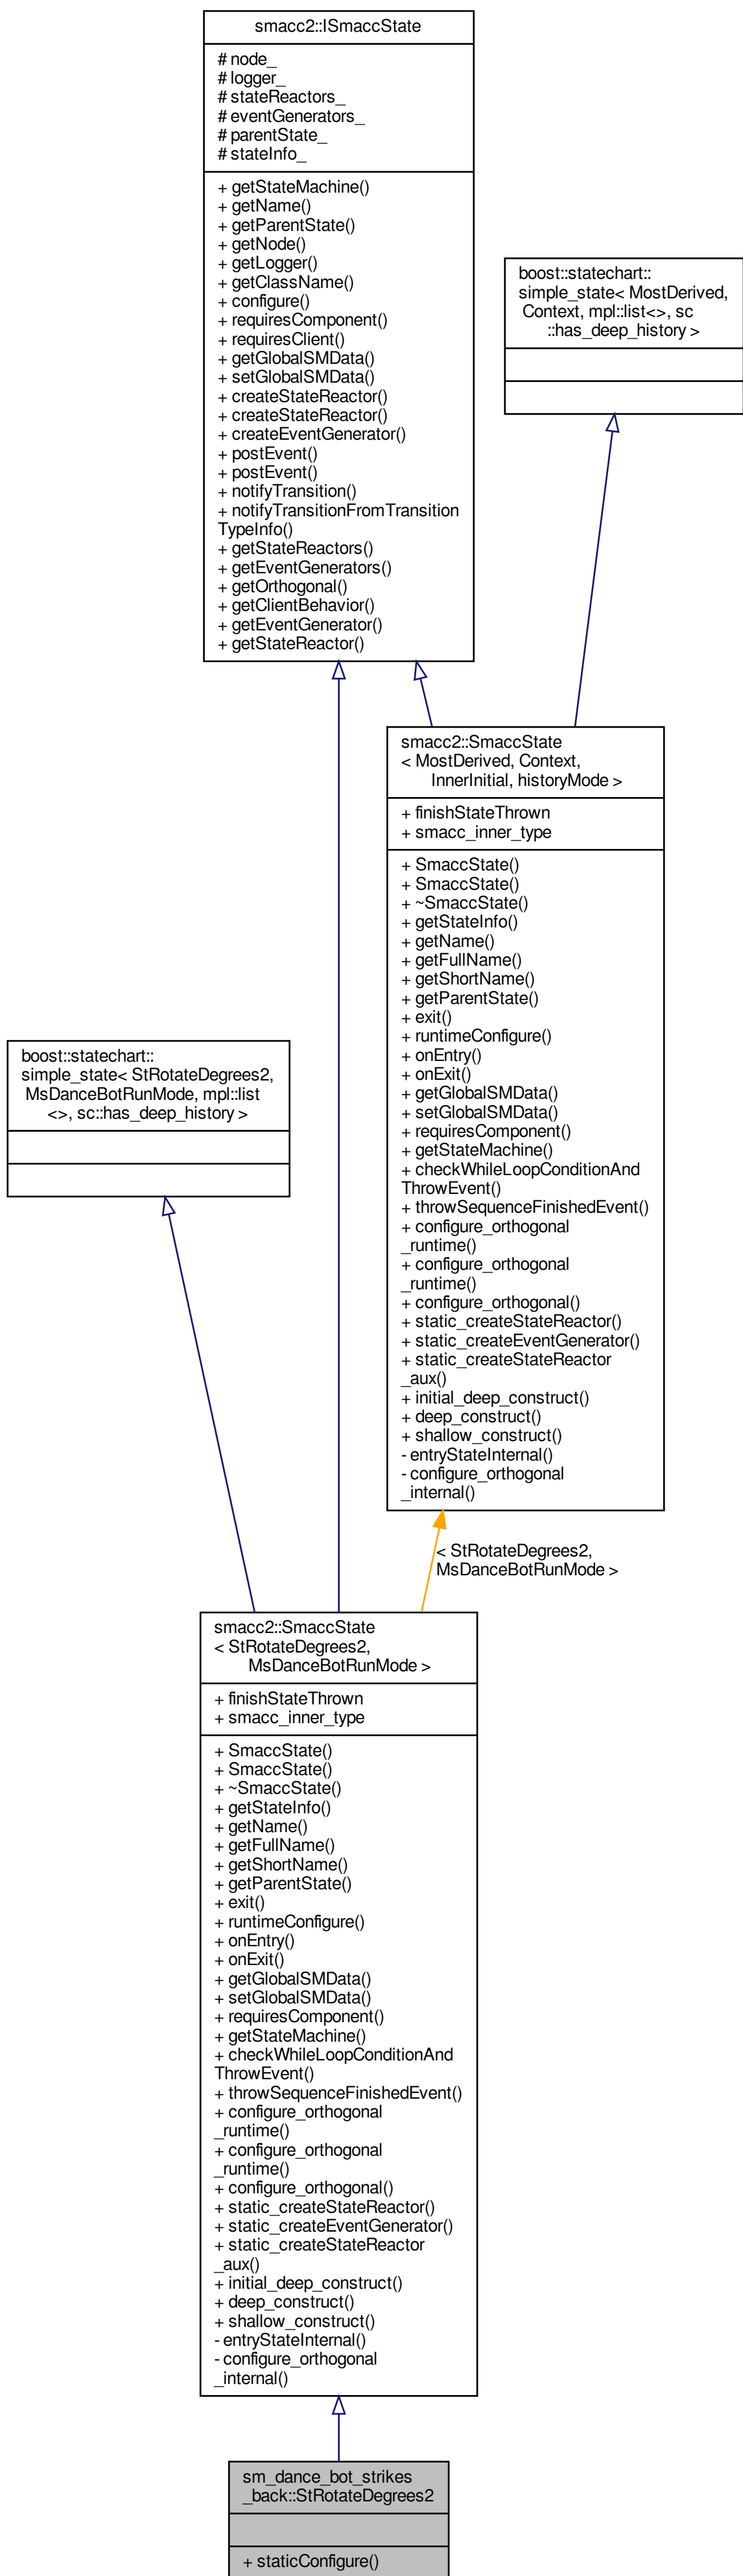 smacc2::ISmaccState
# node_
# logger_
# stateReactors_
# eventGenerators_
# parentState_
# stateInfo_
+ getStateMachine()
+ getName()
+ getParentState()
+ getNode()
+ getLogger()
+ getClassName()
+ configure()
+ requiresComponent()
+ requiresClient()
+ getGlobalSMData()
+ setGlobalSMData()
+ createStateReactor()
+ createStateReactor()
+ createEventGenerator()
+ postEvent()
+ postEvent()
+ notifyTransition()
+ notifyTransitionFromTransition
TypeInfo()
+ getStateReactors()
+ getEventGenerators()
+ getOrthogonal()
+ getClientBehavior()
+ getEventGenerator()
+ getStateReactor()
boost::statechart::
simple_state< MostDerived,
Context, mpl::list<>, sc
::has_deep_history >
smacc2::SmaccState
< MostDerived, Context,
InnerInitial, historyMode >
+ finishStateThrown
+ smacc_inner_type
+ SmaccState()
+ SmaccState()
+ ~SmaccState()
+ getStateInfo()
+ getName()
+ getFullName()
+ getShortName()
+ getParentState()
+ exit()
+ runtimeConfigure()
+ onEntry()
+ onExit()
+ getGlobalSMData()
+ setGlobalSMData()
+ requiresComponent()
+ getStateMachine()
+ checkWhileLoopConditionAnd
ThrowEvent()
+ throwSequenceFinishedEvent()
+ configure_orthogonal
_runtime()
+ configure_orthogonal
_runtime()
+ configure_orthogonal()
+ static_createStateReactor()
+ static_createEventGenerator()
+ static_createStateReactor
_aux()
+ initial_deep_construct()
+ deep_construct()
+ shallow_construct()
- entryStateInternal()
- configure_orthogonal
_internal()
boost::statechart::
simple_state< StRotateDegrees2,
MsDanceBotRunMode, mpl::list
<>, sc::has_deep_history >
< StRotateDegrees2,
MsDanceBotRunMode >
smacc2::SmaccState
< StRotateDegrees2,
MsDanceBotRunMode >
+ finishStateThrown
+ smacc_inner_type
+ SmaccState()
+ SmaccState()
+ ~SmaccState()
+ getStateInfo()
+ getName()
+ getFullName()
+ getShortName()
+ getParentState()
+ exit()
+ runtimeConfigure()
+ onEntry()
+ onExit()
+ getGlobalSMData()
+ setGlobalSMData()
+ requiresComponent()
+ getStateMachine()
+ checkWhileLoopConditionAnd
ThrowEvent()
+ throwSequenceFinishedEvent()
+ configure_orthogonal
_runtime()
+ configure_orthogonal
_runtime()
+ configure_orthogonal()
+ static_createStateReactor()
+ static_createEventGenerator()
+ static_createStateReactor
_aux()
+ initial_deep_construct()
+ deep_construct()
+ shallow_construct()
- entryStateInternal()
- configure_orthogonal
_internal()
sm_dance_bot_strikes
_back::StRotateDegrees2
+ staticConfigure()